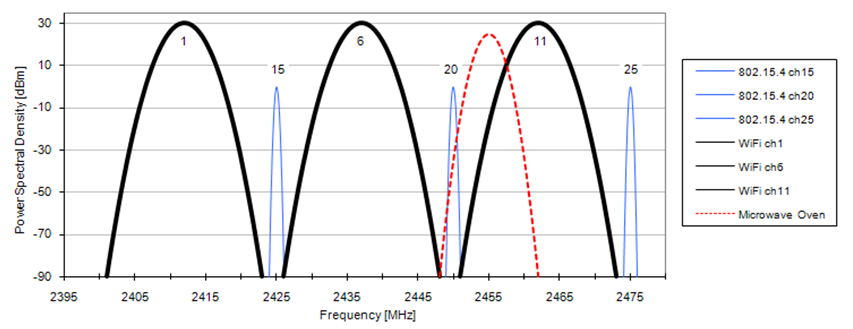 30
10
-10
-30
-50
-70
-90
Power Spectral Density [dBm]
1
15
6
20
11
25
2395 2405 2415 2425 2435 2445 2455 2465 2475
Frequency [MHz]
802.15.4 ch15
802.15.4 ch20
802.15.4 ch25
WiFi ch1
WiFi ch6
WiFi ch11
Microwave Oven